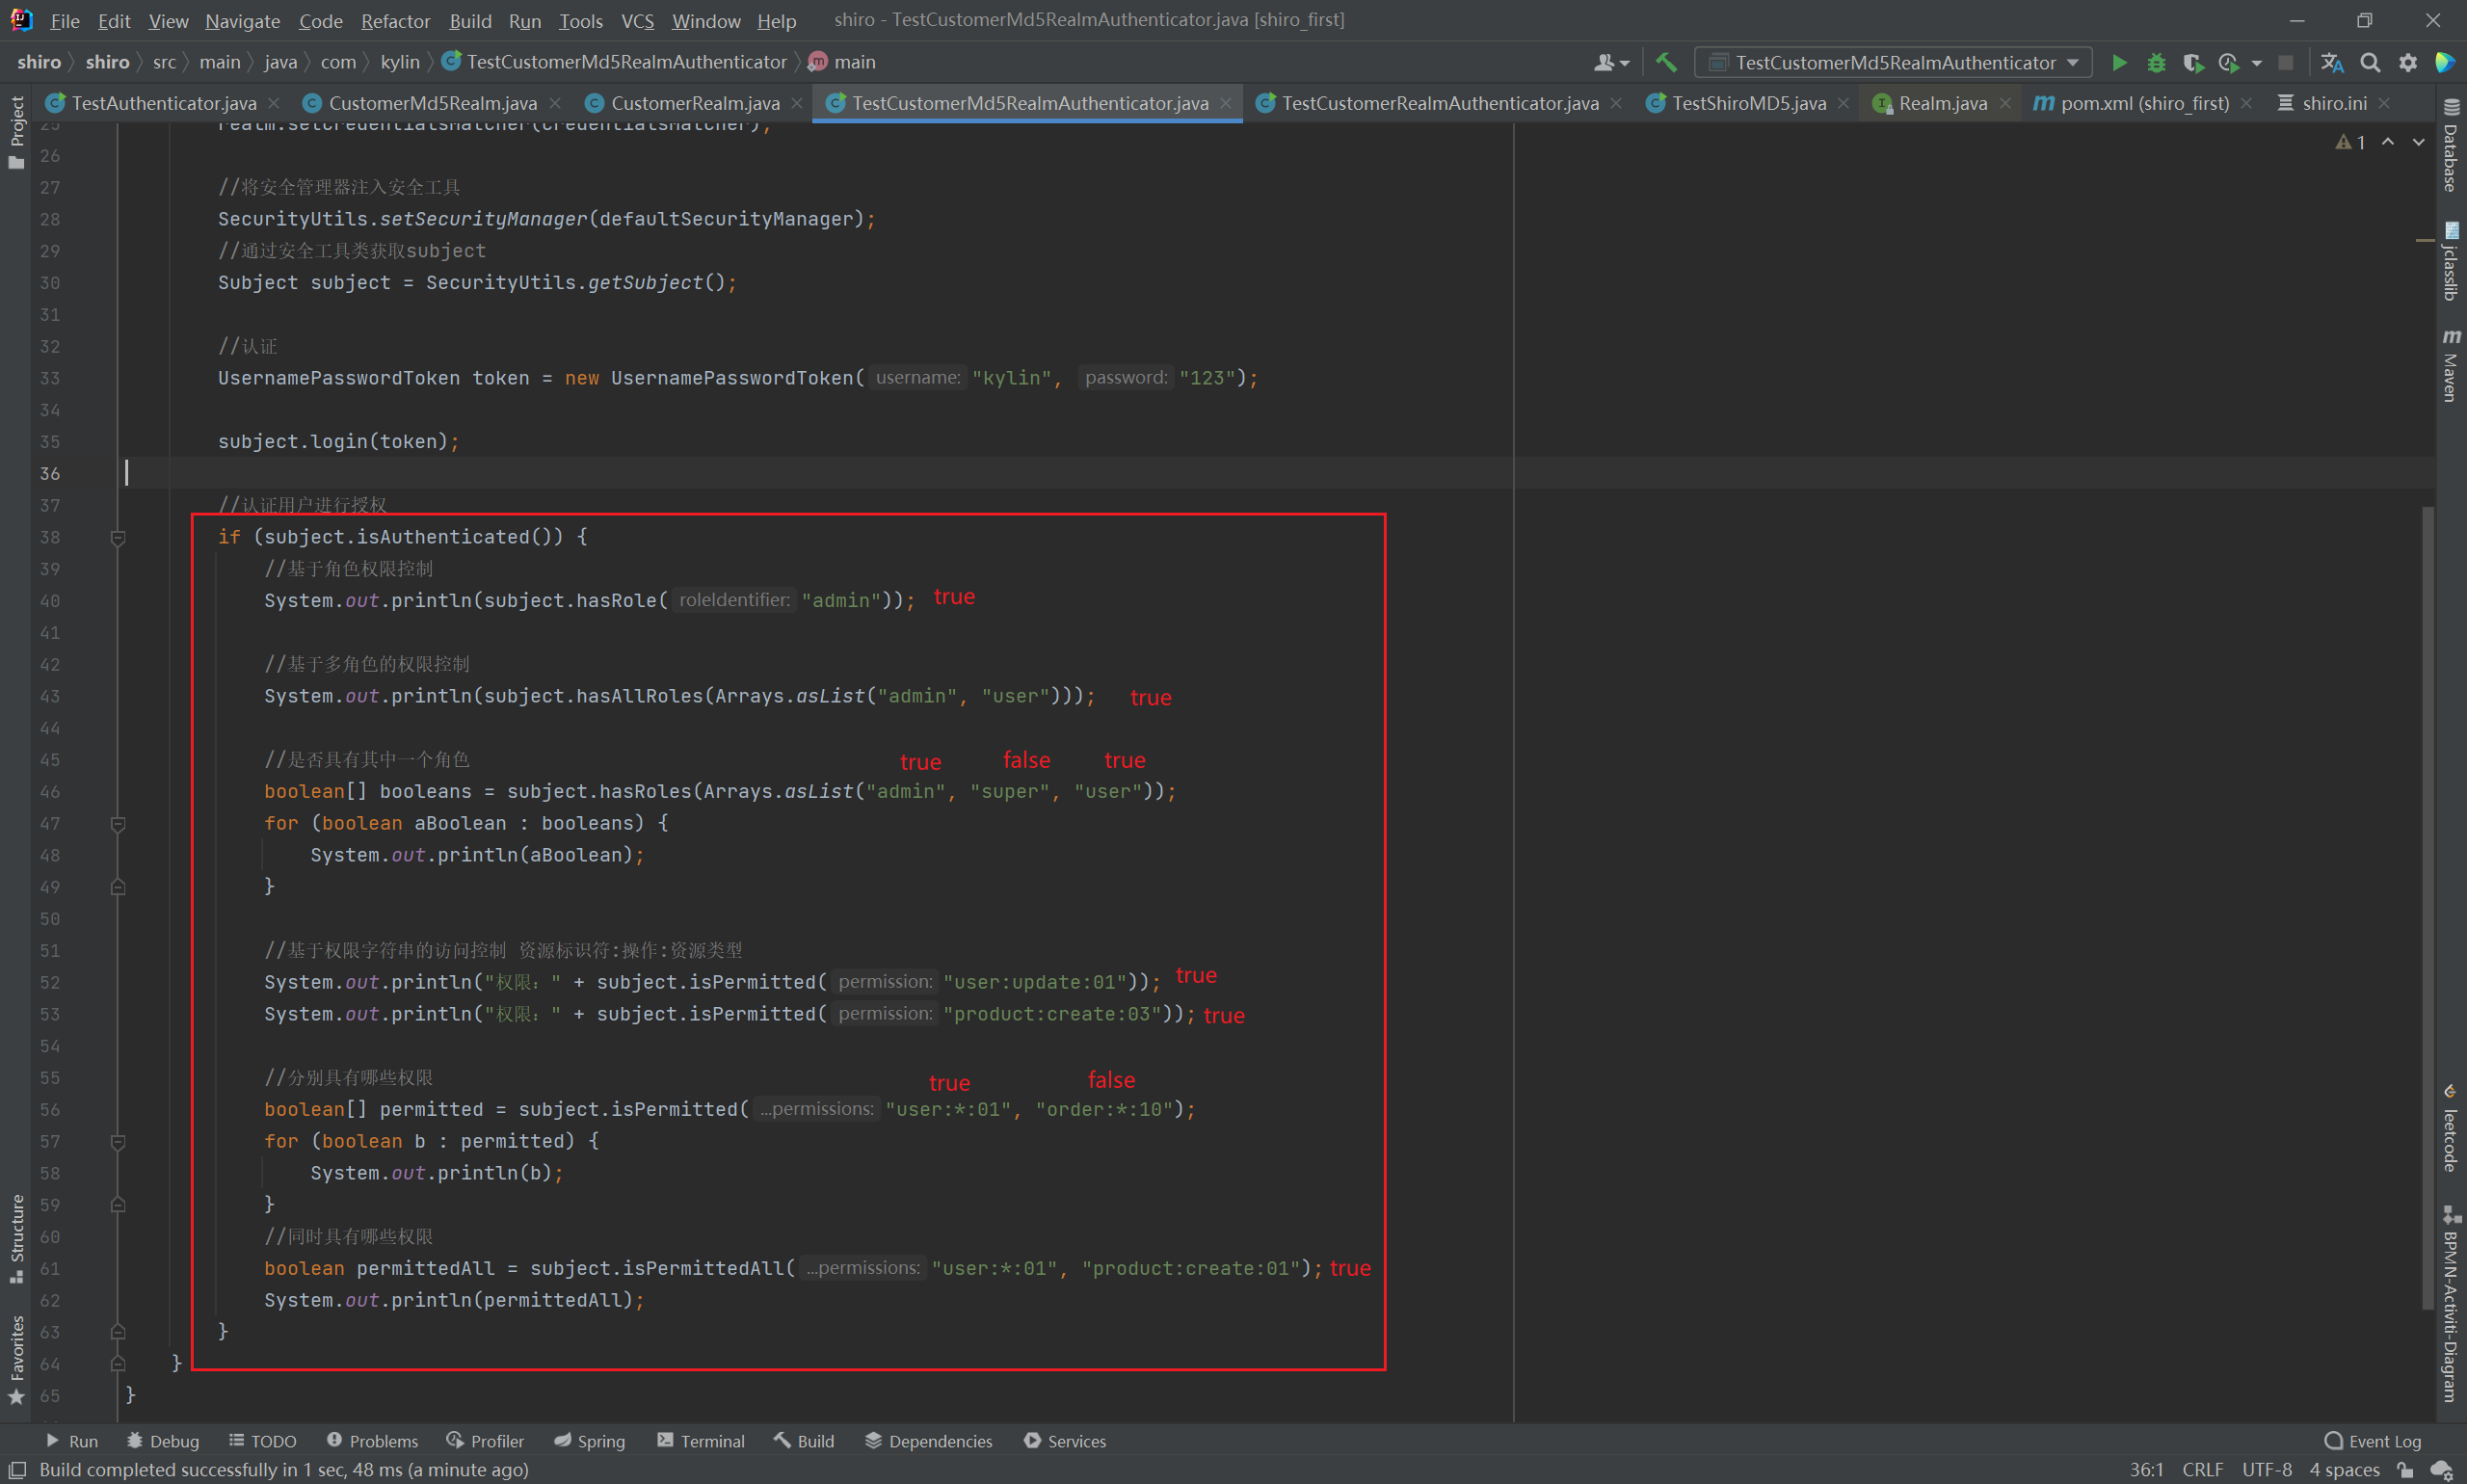 File Edit View Navigate Code Refactor Build Run Tools VCS Window Help shiro - TestCustomerMd5RealmAuthenticator.java [shiro_first]
shiro shiro src main java com kylin TestCustomerMd5RealmAuthenticator main TestCustomerMd5RealmAuthenticator
TestAuthenticator.java CustomerMd5Realm.java CustomerRealm.java TestCustomerMd5RealmAuthenticator.java TestCustomerRealmAuthenticator.java TestShiroMD5.java Realm.java pom.xml (shiro_first) shiro.ini
Project
Structure
Favorites
Database
jclasslib
Maven
leetcode
BPMN-Activiti-Diagram
1
25 realm.setCredentialsMatcher(credentialsMatcher);
26
27 //将安全管理器注入安全工具
28 SecurityUtils.setSecurityManager(defaultSecurityManager);
29 //通过安全工具类获取subject
30 Subject subject = SecurityUtils.getSubject();
31
32 //认证
33 UsernamePasswordToken token = new UsernamePasswordToken( username: "kylin", password: "123");
34
35 subject.login(token);
36
37 //认证用户进行授权
38 if (subject.isAuthenticated()) {
39 //基于角色权限控制
40 System.out.println(subject.hasRole( roleIdentifier: "admin")); true
41
42 //基于多角色的权限控制
43 System.out.println(subject.hasAllRoles(Arrays.asList("admin", "user"))); true
44
45 //是否具有其中一个角色 true false true
46 boolean[] booleans = subject.hasRoles(Arrays.asList("admin", "super", "user"));
47 for (boolean aBoolean : booleans) {
48 System.out.println(aBoolean);
49 }
50
51 //基于权限字符串的访问控制 资源标识符:操作:资源类型
52 System.out.println("权限：" + subject.isPermitted( permission: "user:update:01")); true
53 System.out.println("权限：" + subject.isPermitted( permission: "product:create:03")); true
54
55 //分别具有哪些权限 true false
56 boolean[] permitted = subject.isPermitted( ...permissions: "user:*:01", "order:*:10");
57 for (boolean b : permitted) {
58 System.out.println(b);
59 }
60 //同时具有哪些权限
61 boolean permittedAll = subject.isPermittedAll( ...permissions: "user:*:01", "product:create:01"); true
62 System.out.println(permittedAll);
63 }
64 }
65 }
Run Debug TODO Problems Profiler Spring Terminal Build Dependencies Services Event Log
Build completed successfully in 1 sec, 48 ms (a minute ago) 36:1 CRLF UTF-8 4 spaces